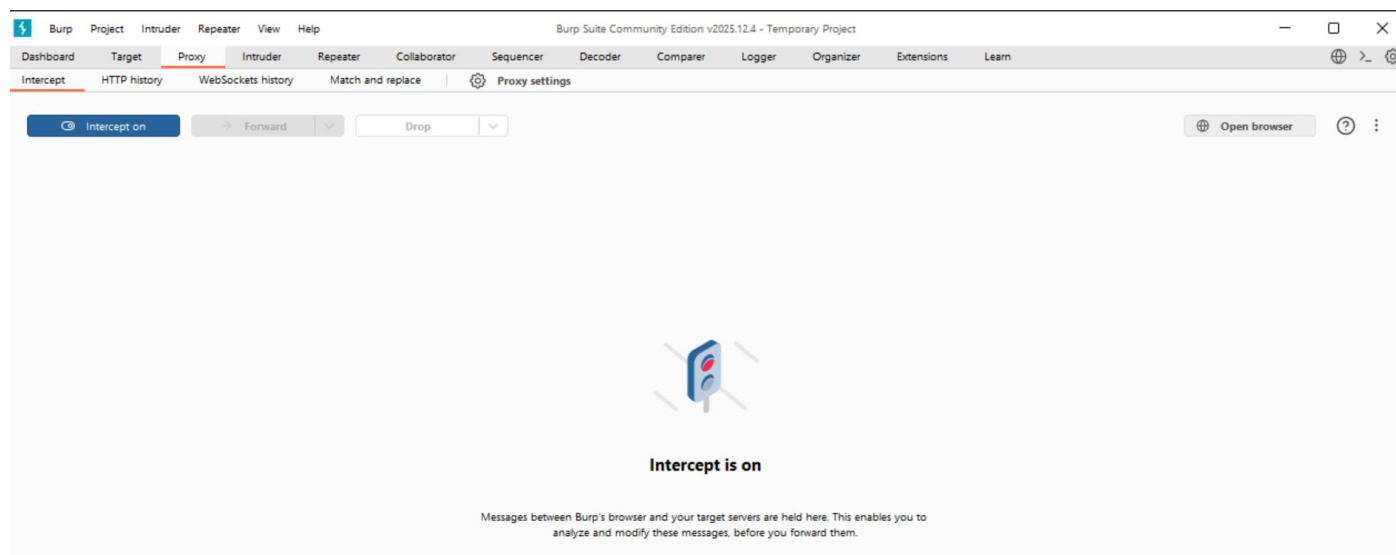 Burp Project Intruder Repeater View Help Burp Suite Community Edition v2025.12.4 - Temporary Project
Dashboard Target Proxy Intruder Repeater Collaborator Sequencer Decoder Comparer Logger Organizer Extensions Learn
Intercept HTTP history WebSockets history Match and replace Proxy settings
Intercept on Forward Drop Open browser
Intercept is on
Messages between Burp's browser and your target servers are held here. This enables you to
analyze and modify these messages, before you forward them.